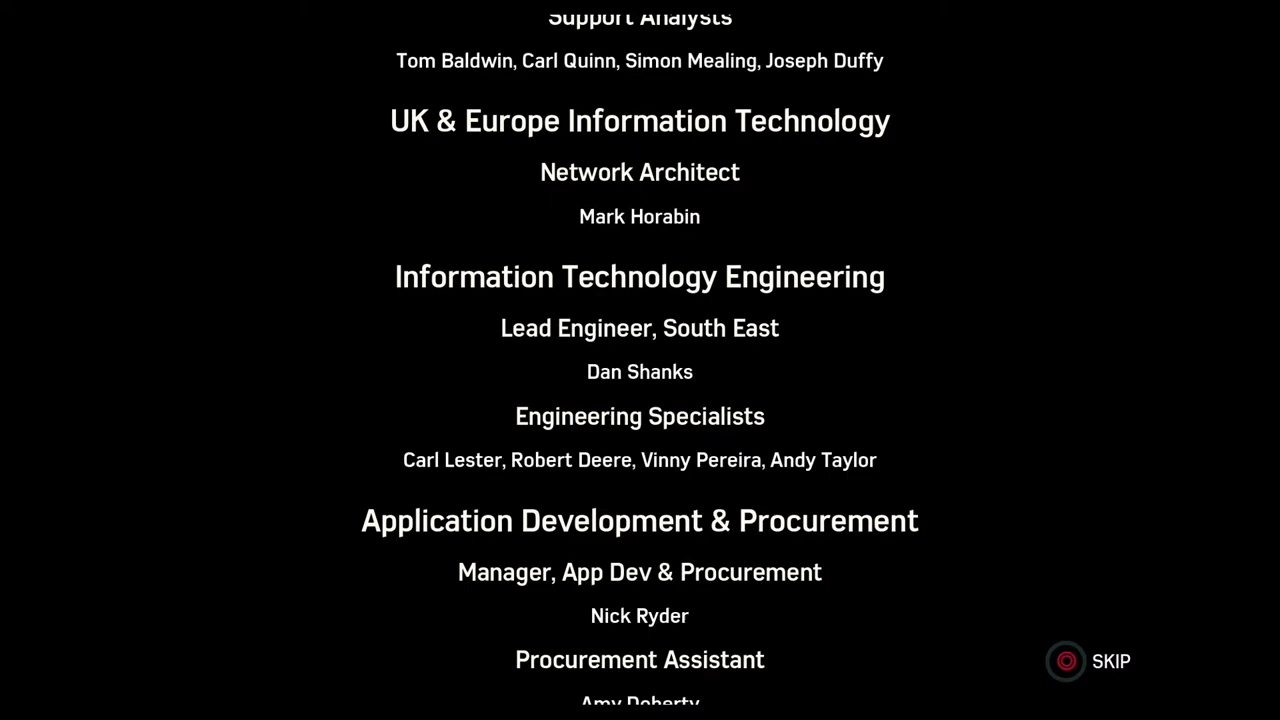 Support Analysts
Tom Baldwin, Carl Quinn, Simon Mealing, Joseph Duffy
UK & Europe Information Technology
Network Architect
Mark Horabin
Information Technology Engineering
Lead Engineer, South East
Dan Shanks
Engineering Specialists
Carl Lester, Robert Deere, Vinny Pereira, Andy Taylor
Application Development & Procurement
Manager, App Dev & Procurement
Nick Ryder
Procurement Assistant
Amy Doherty
SKIP